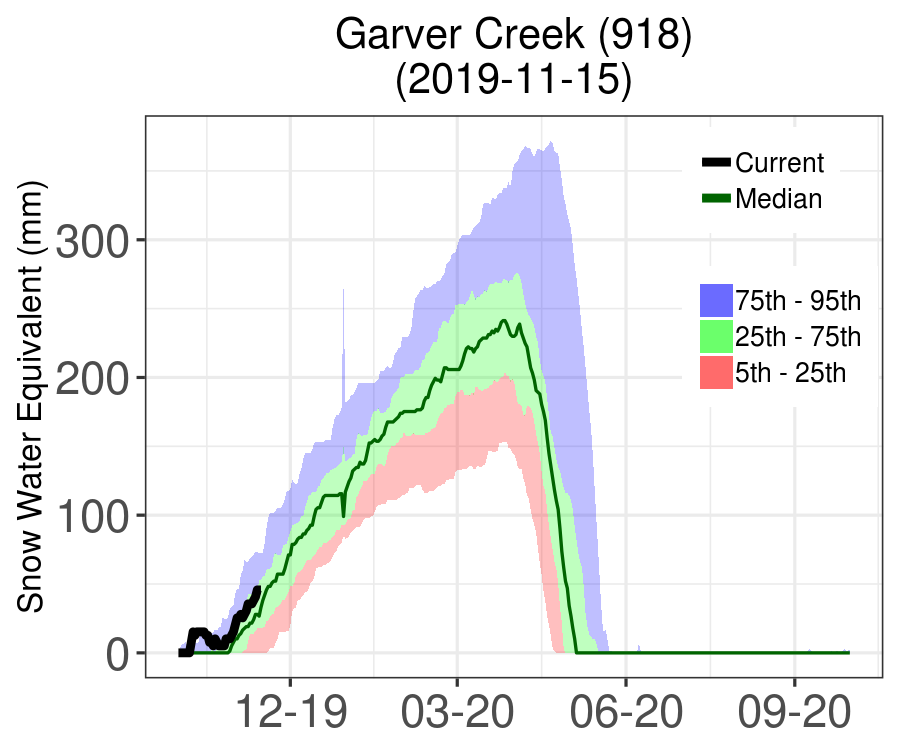 Garver Creek (918)
(2019-11-15)
Snow Water Equivalent (mm)
300
200
100
0
12-19
03-20
06-20
09-20
Current
Median
75th - 95th
25th - 75th
5th - 25th